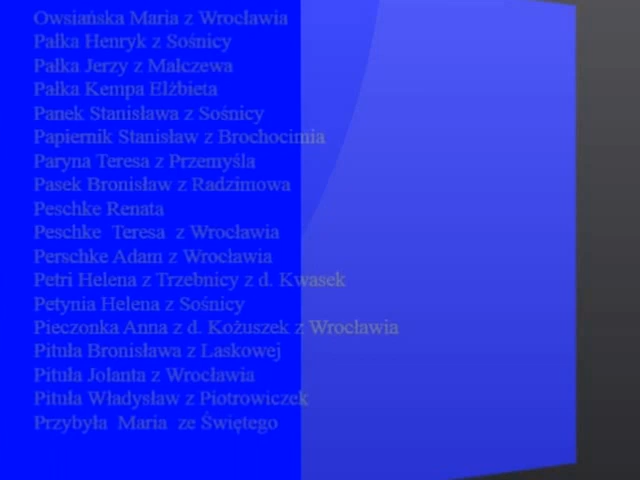 Owsiańska Maria z Wrocławia
Pałka Henryk z Sośnicy
Pałka Jerzy z Małczewa
Pałka Kempa Elżbieta
Panek Stanisława z Sośnicy
Papiernik Stanisław z Brochocimia
Paryna Teresa z Przemyśla
Pasek Bronisław z Radzimowa
Peschke Renata
Peschke Teresa z Wrocławia
Perschke Adam z Wrocławia
Petri Helena z Trzebnicy z d. Kwasek
Petynia Helena z Sośnicy
Pieczonka Anna z d. Kożuszek z Wrocławia
Pituła Bronisława z Laskowej
Pituła Jolanta z Wrocławia
Pituła Władysław z Piotrowiczek
Przybyła Maria ze Świętego